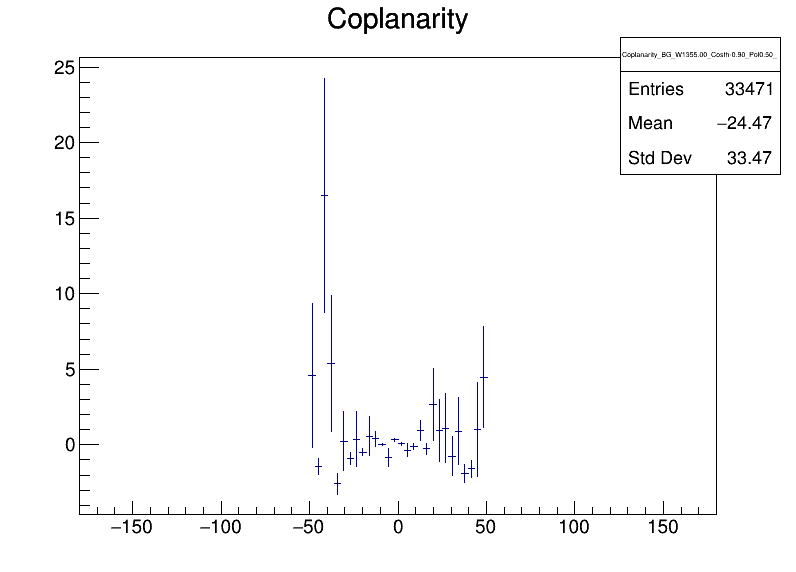 Coplanarity
Coplanarity_BG_W1355.00_Costh-0.90_Pol0.50_
Entries 33471
Mean −24.47
Std Dev 33.47
25
20
15
10
5
0
−150 −100 −50 0 50 100 150